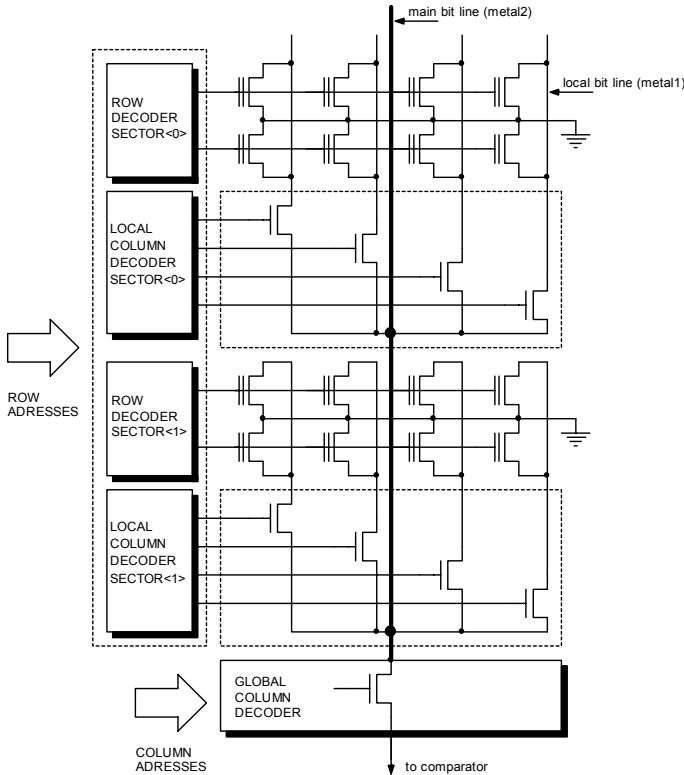 main bit line (metal2)
local bit line (metal1)
ROW
DECODER
SECTOR<0>
LOCAL
COLUMN
DECODER
SECTOR<0>
ROW
ADRESSES
ROW
DECODER
SECTOR<1>
LOCAL
COLUMN
DECODER
SECTOR<1>
GLOBAL
COLUMN
DECODER
COLUMN
ADRESSES
to comparator